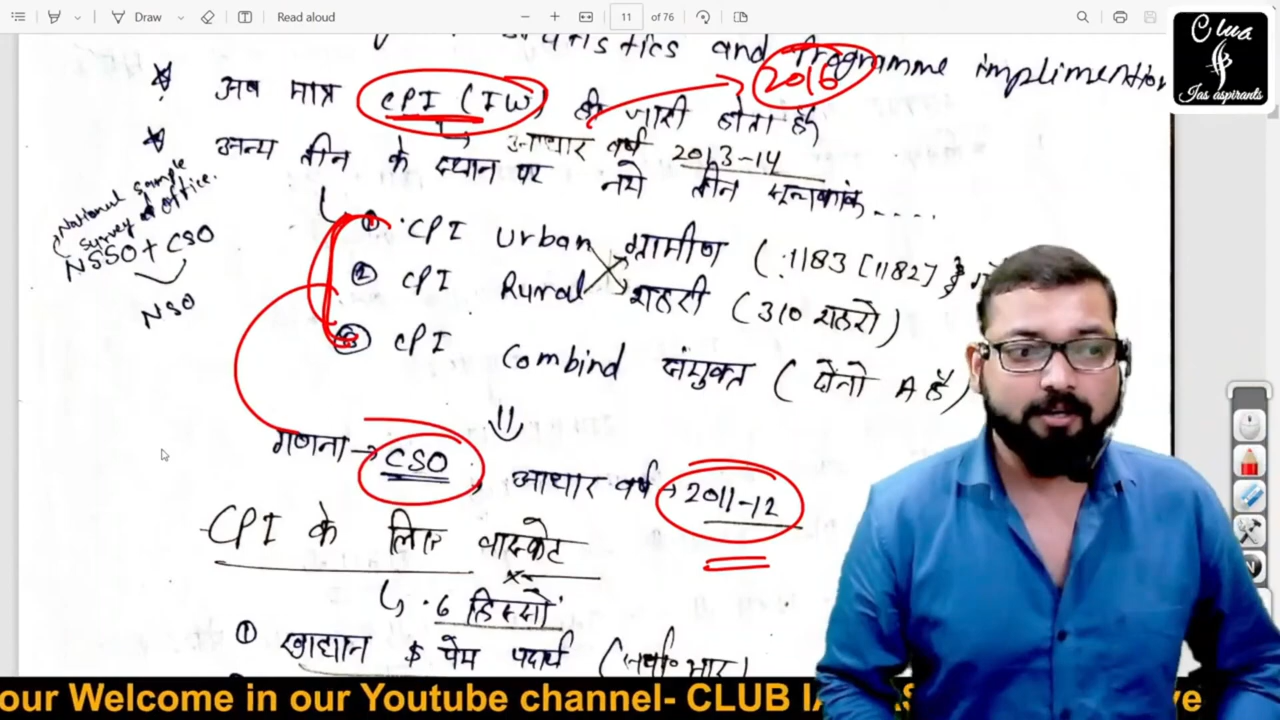 Draw
Read aloud
11 of 76
Clua
Ias aspirants
and Programme implimention
2016
* अब मात्र CPI (IW) ही जारी होता है
आधार वर्ष 2013-14
* अन्य तीन के स्थान पर नये तीन सूचकांक....
National Sample
Survey Office.
NSSO + CSO
NSO
① CPI Urban ग्रामीण (1183 [1182]
② CPI Rural शहरी (310 शहरो)
③ CPI Combind संयुक्त (दोनो A है)
गणना → CSO, आधार वर्ष → 2011-12
CPI के लिए बास्केट
6 हिस्सों
① खाद्यान $ पेय पदार्थ
our Welcome in our Youtube channel- CLUB IA